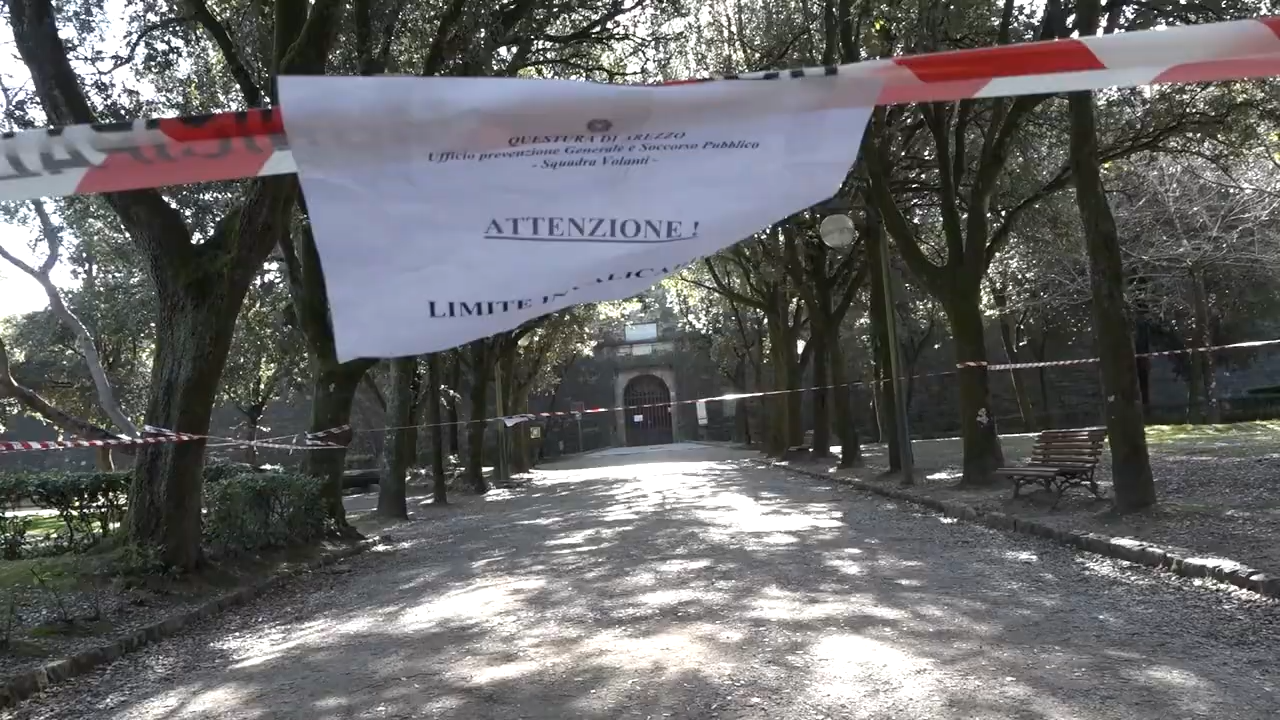 QUESTURA DI AREZZO
Ufficio prevenzione Generale e Soccorso Pubblico
- Squadra Volanti -
ATTENZIONE !
LIMITE